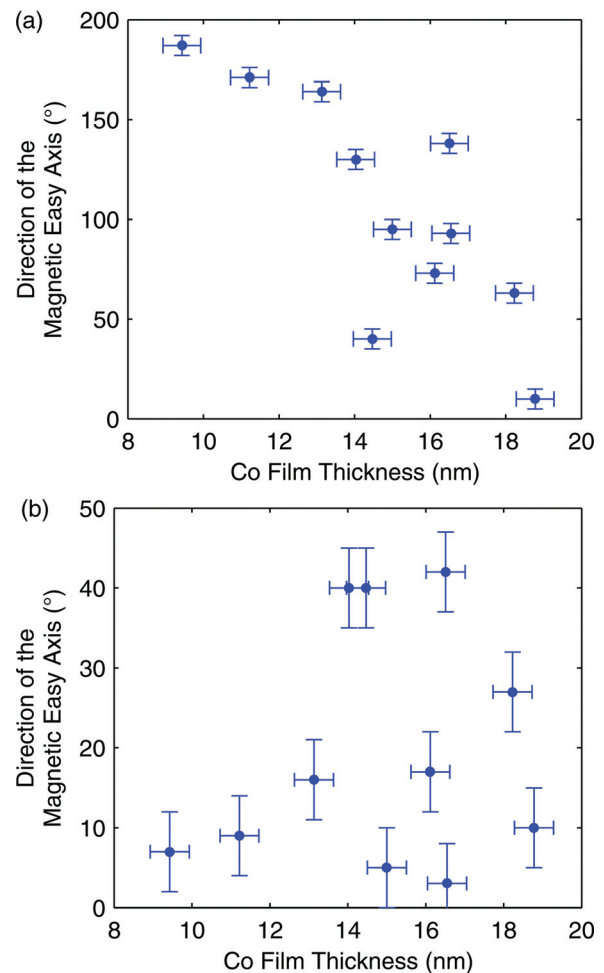 (a)
200
150
100
50
0
Direction of the
Magnetic Easy Axis (°)
8 10 12 14 16 18 20
Co Film Thickness (nm)
(b)
50
40
30
20
10
0
Direction of the
Magnetic Easy Axis (°)
8 10 12 14 16 18 20
Co Film Thickness (nm)